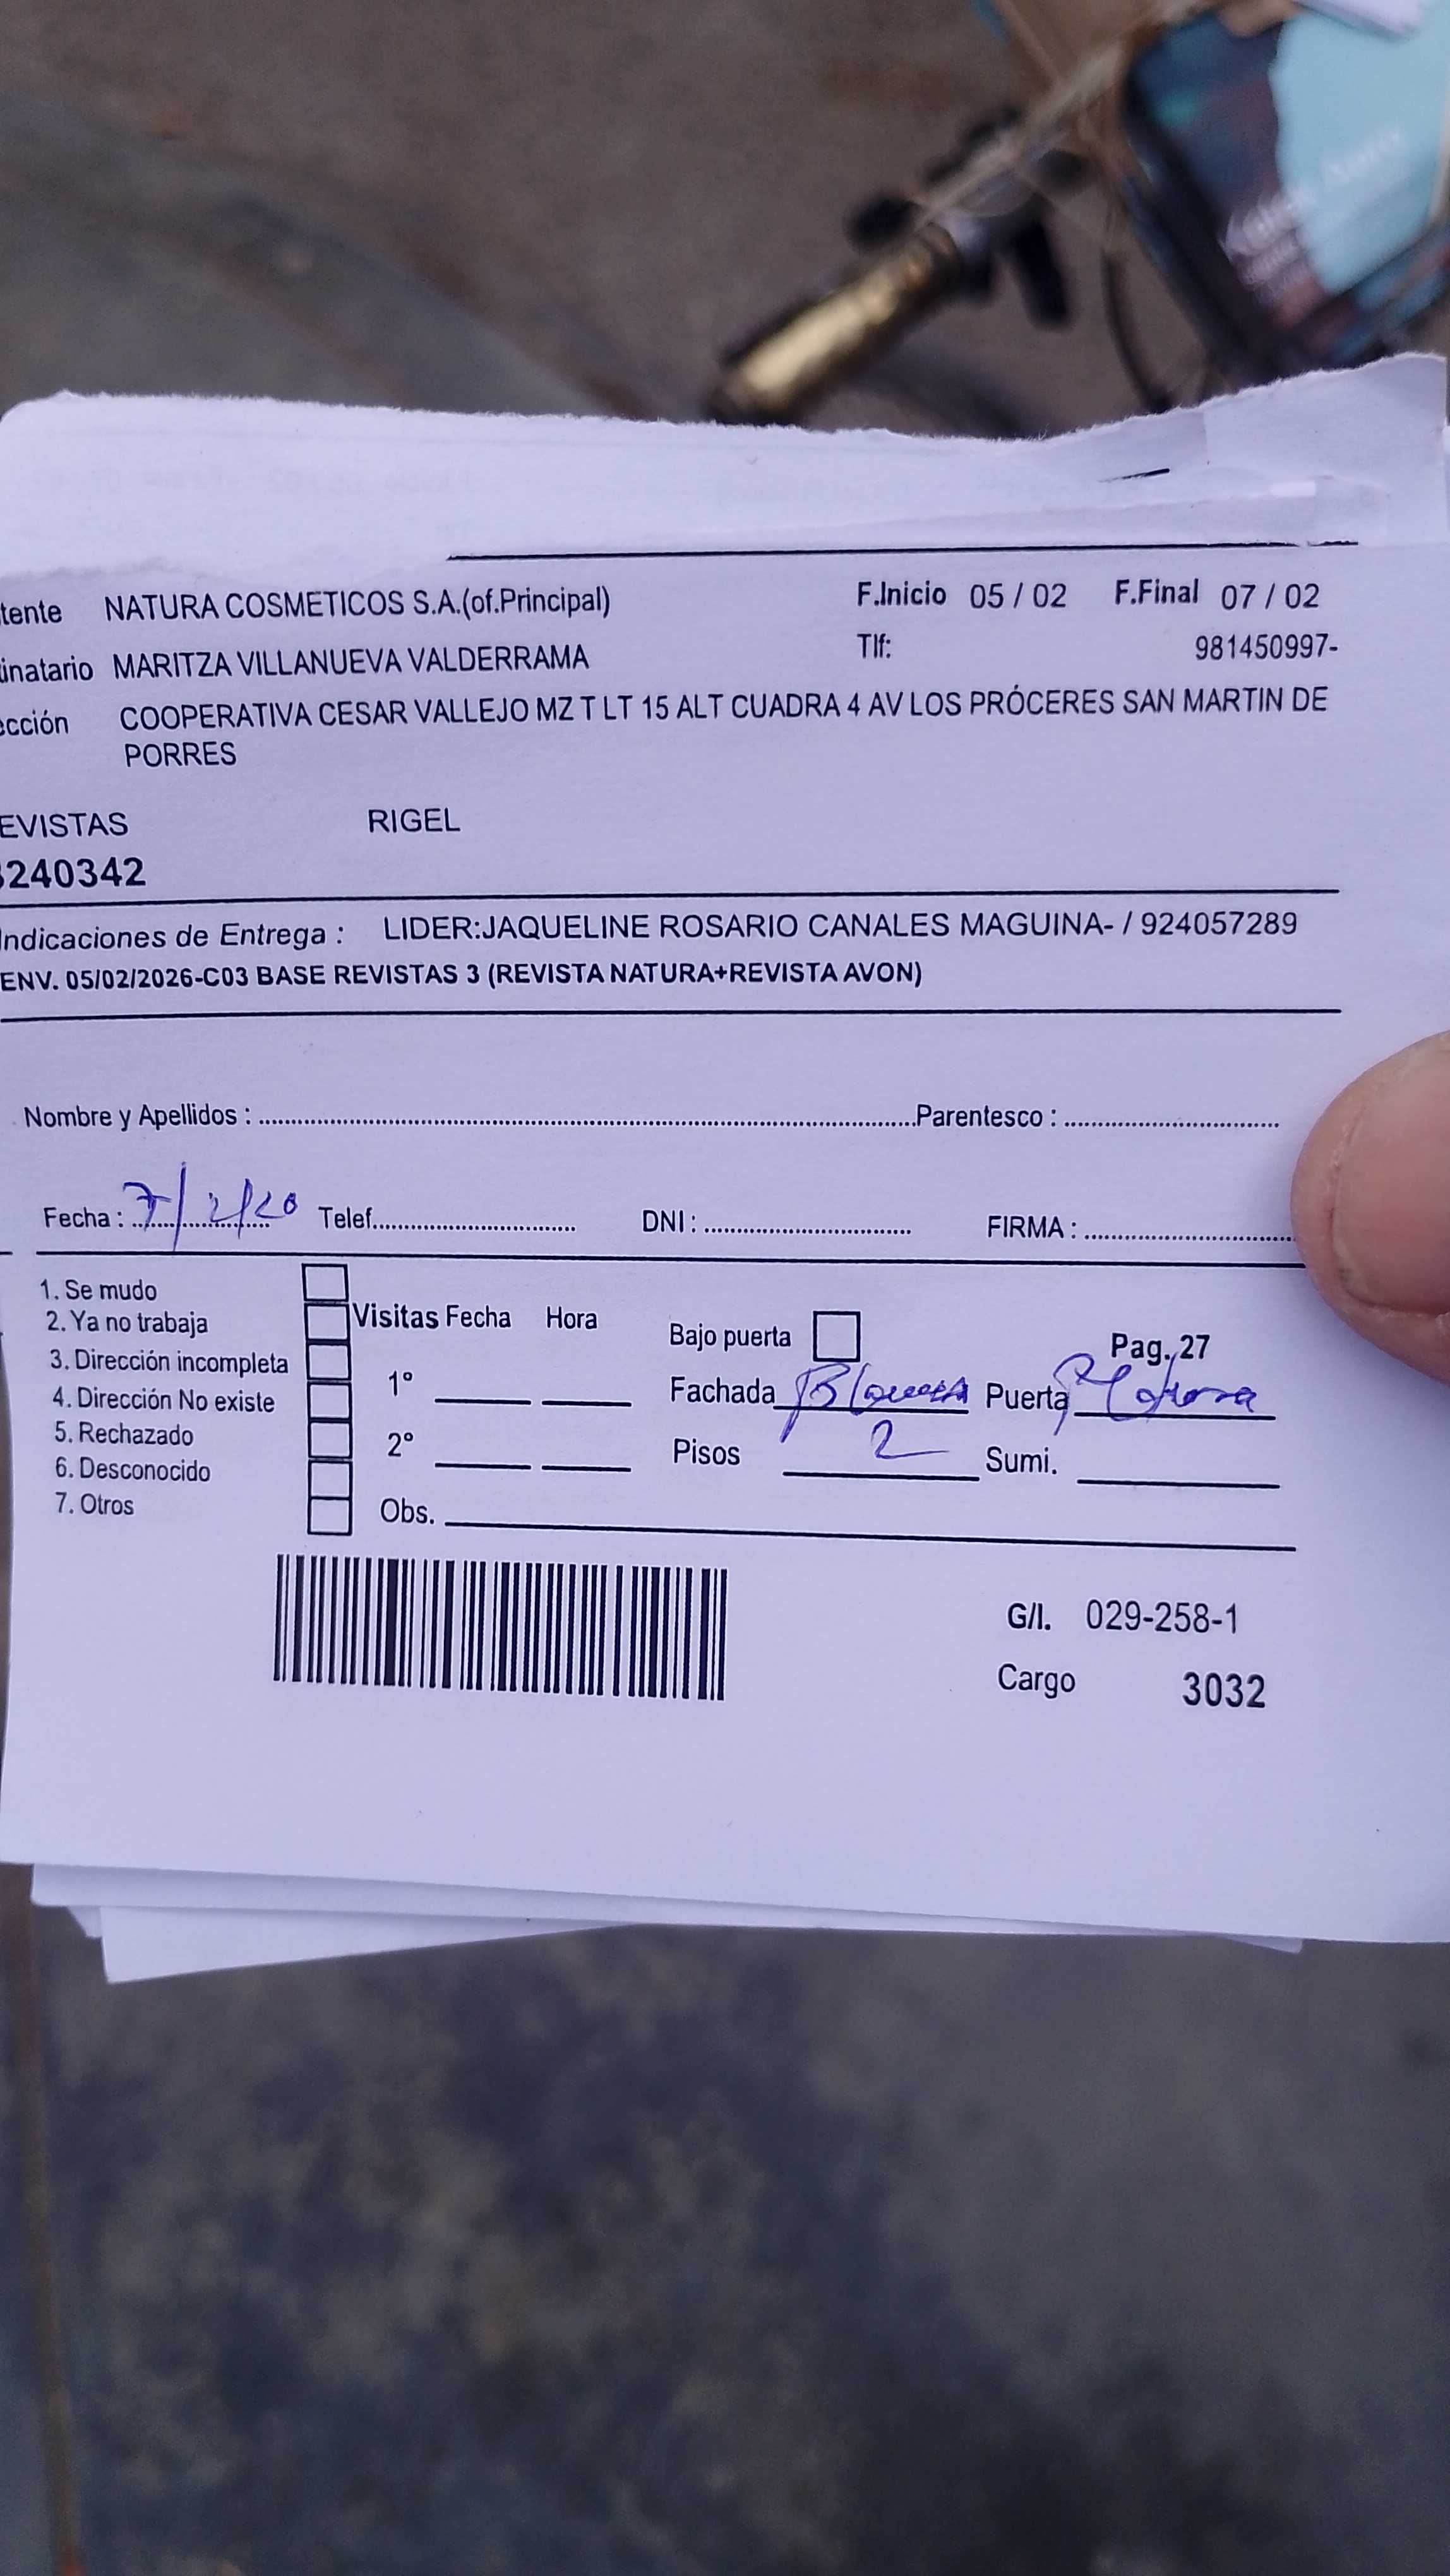 tente NATURA COSMETICOS S.A.(of.Principal) F.Inicio 05 / 02 F.Final 07 / 02
inatario MARITZA VILLANUEVA VALDERRAMA Tlf: 981450997-
cción COOPERATIVA CESAR VALLEJO MZ T LT 15 ALT CUADRA 4 AV LOS PRÓCERES SAN MARTIN DE
PORRES
EVISTAS RIGEL
240342
Indicaciones de Entrega : LIDER:JAQUELINE ROSARIO CANALES MAGUINA- / 924057289
ENV. 05/02/2026-C03 BASE REVISTAS 3 (REVISTA NATURA+REVISTA AVON)
Nombre y Apellidos : Parentesco :
Fecha : 7/2/20 Telef. DNI : FIRMA :
1. Se mudo
2. Ya no trabaja Visitas Fecha Hora Bajo puerta Pag. 27
3. Dirección incompleta
4. Dirección No existe 1° Fachada Blanca Puerta
5. Rechazado 2° Pisos 2 Sumi.
6. Desconocido
7. Otros Obs.
G/I. 029-258-1
Cargo 3032